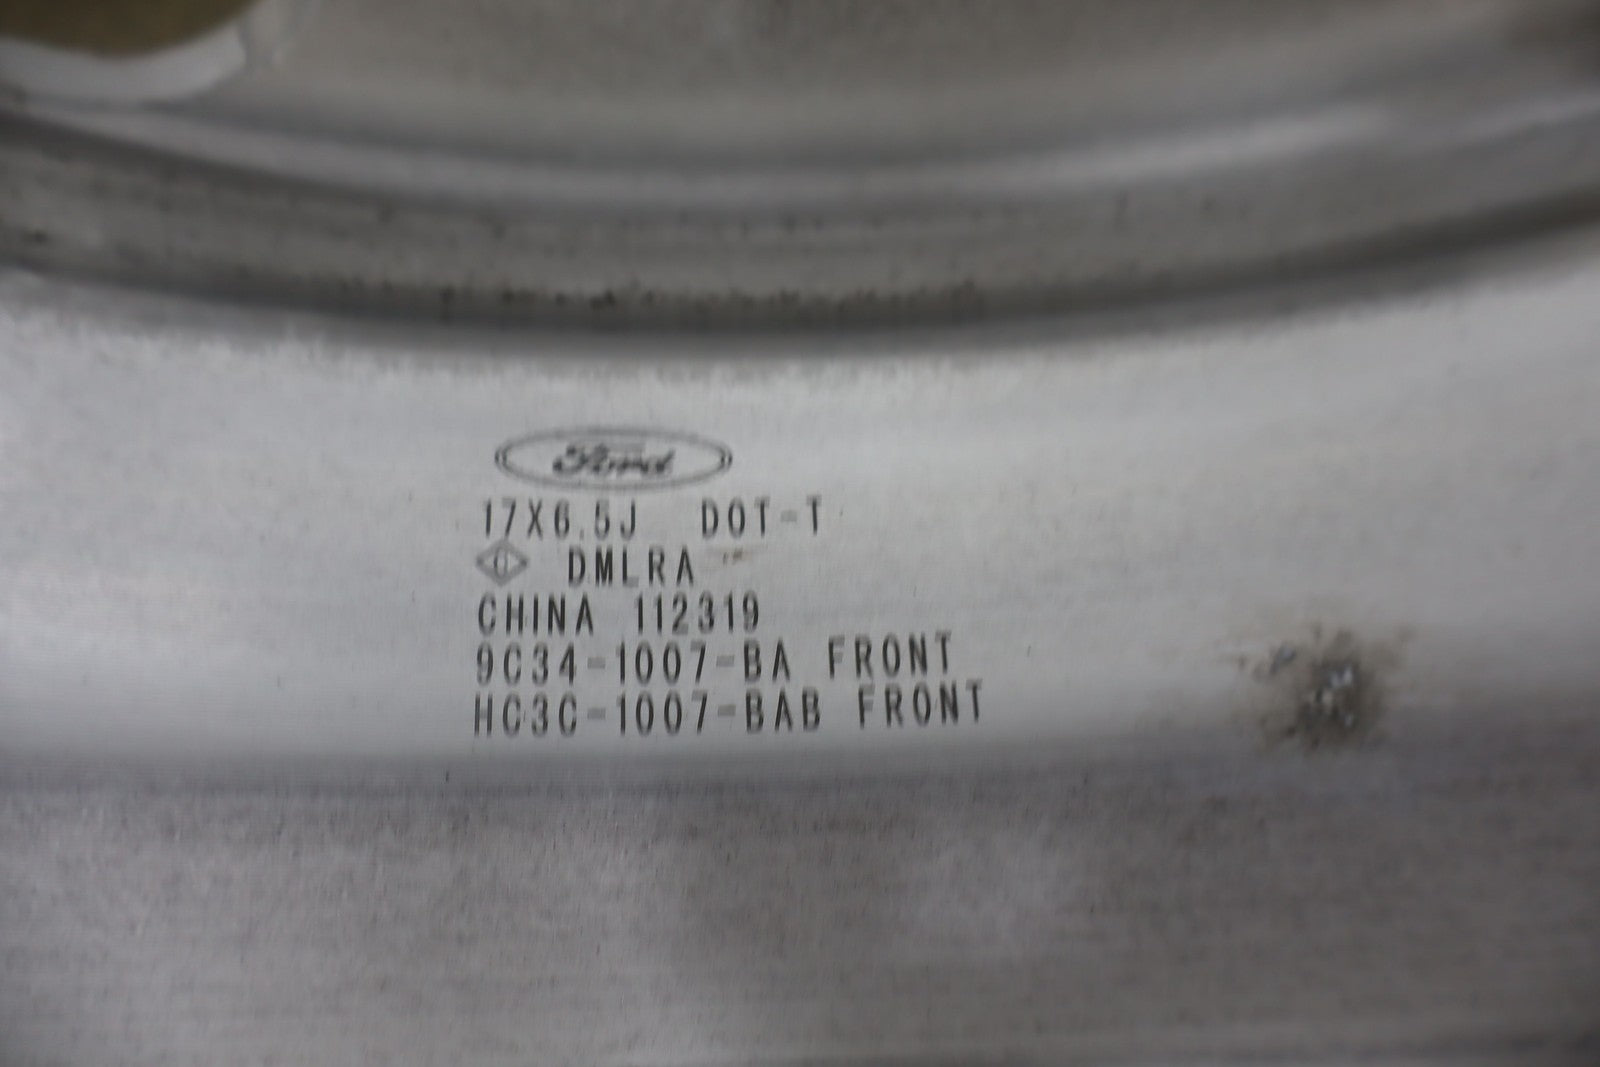 Ford
17X6.5J DOT-T
C DMLRA
CHINA 112319
9C34-1007-BA FRONT
HC3C-1007-BAB FRONT